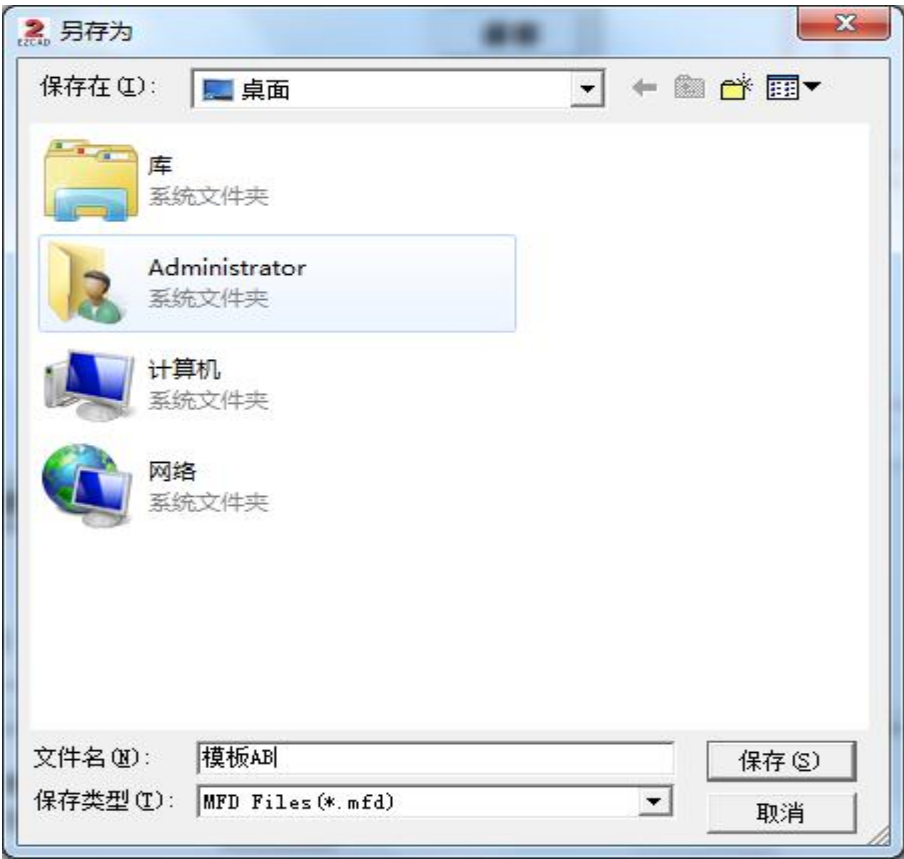 2
EZCAD
另存为
保存在(I):
桌面
库
系统文件夹
Administrator
系统文件夹
计算机
系统文件夹
网络
系统文件夹
文件名(N):
模板AB
保存(S)
保存类型(T):
MFD Files(*.mfd)
取消